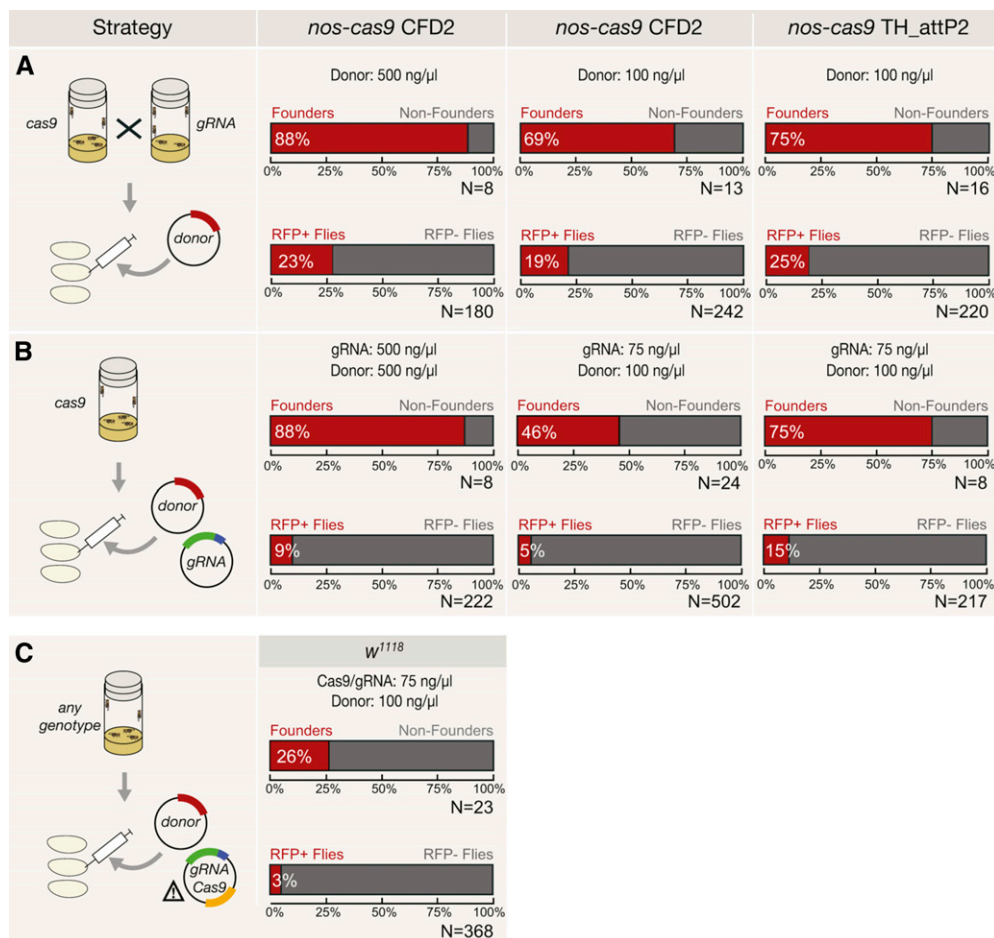 Strategy
nos-cas9 CFD2
nos-cas9 CFD2
nos-cas9 TH_attP2
A
cas9
gRNA
donor
Donor: 500 ng/µl
Founders Non-Founders
88%
0% 25% 50% 75% 100%
N=8
RFP+ Flies RFP- Flies
23%
0% 25% 50% 75% 100%
N=180
Donor: 100 ng/µl
Founders Non-Founders
69%
0% 25% 50% 75% 100%
N=13
RFP+ Flies RFP- Flies
19%
0% 25% 50% 75% 100%
N=242
Donor: 100 ng/µl
Founders Non-Founders
75%
0% 25% 50% 75% 100%
N=16
RFP+ Flies RFP- Flies
25%
0% 25% 50% 75% 100%
N=220
B
cas9
donor
gRNA
gRNA: 500 ng/µl
Donor: 500 ng/µl
Founders Non-Founders
88%
0% 25% 50% 75% 100%
N=8
RFP+ Flies RFP- Flies
9%
0% 25% 50% 75% 100%
N=222
gRNA: 75 ng/µl
Donor: 100 ng/µl
Founders Non-Founders
46%
0% 25% 50% 75% 100%
N=24
RFP+ Flies RFP- Flies
5%
0% 25% 50% 75% 100%
N=502
gRNA: 75 ng/µl
Donor: 100 ng/µl
Founders Non-Founders
75%
0% 25% 50% 75% 100%
N=8
RFP+ Flies RFP- Flies
15%
0% 25% 50% 75% 100%
N=217
C
any
genotype
donor
gRNA
Cas9
w1118
Cas9/gRNA: 75 ng/µl
Donor: 100 ng/µl
Founders Non-Founders
26%
0% 25% 50% 75% 100%
N=23
RFP+ Flies RFP- Flies
3%
0% 25% 50% 75% 100%
N=368